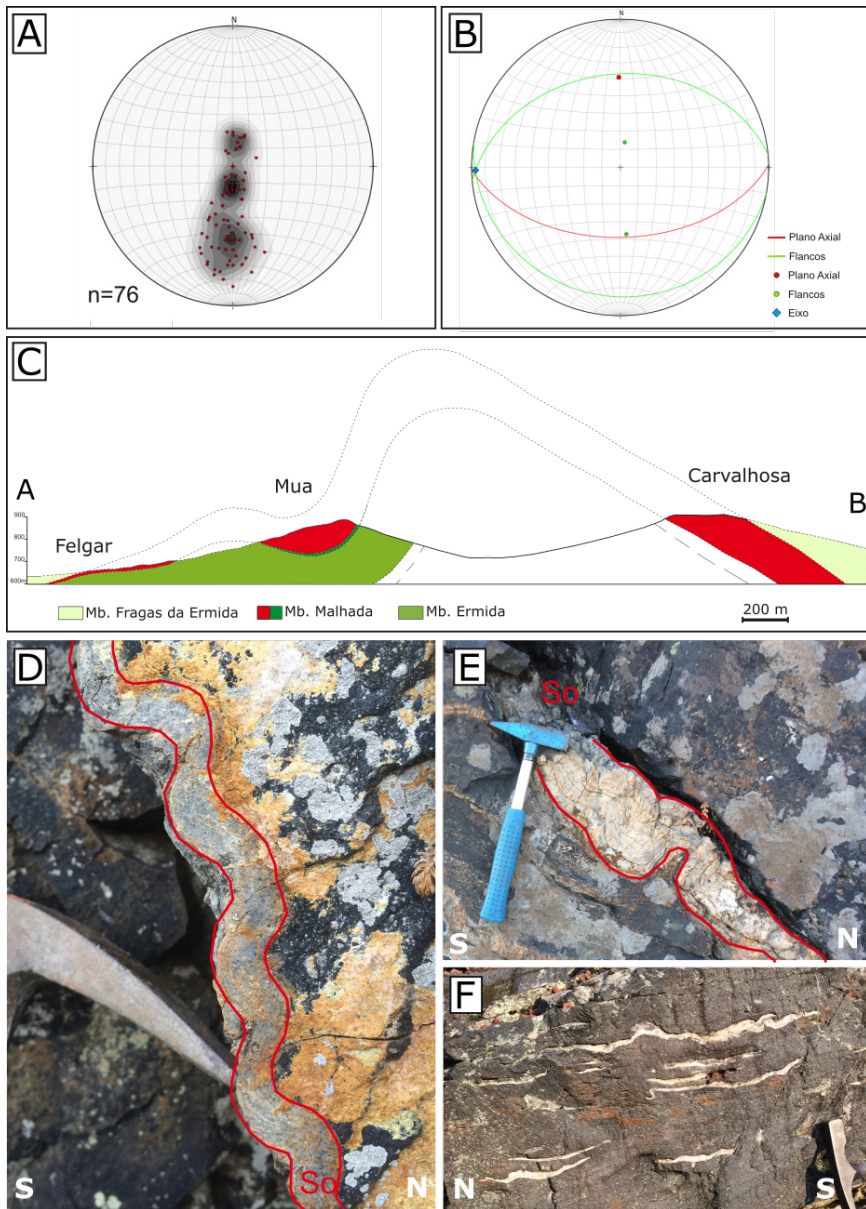 A
N
n=76
B
N
Plano Axial
Flancos
Plano Axial
Flancos
Eixo
C
A
Mua
Carvalhosa
B
Felgar
900
800
700
600m
Mb. Fragas da Ermida
Mb. Malhada
Mb. Ermida
200 m
D
So
S
N
E
So
S
N
F
N
S